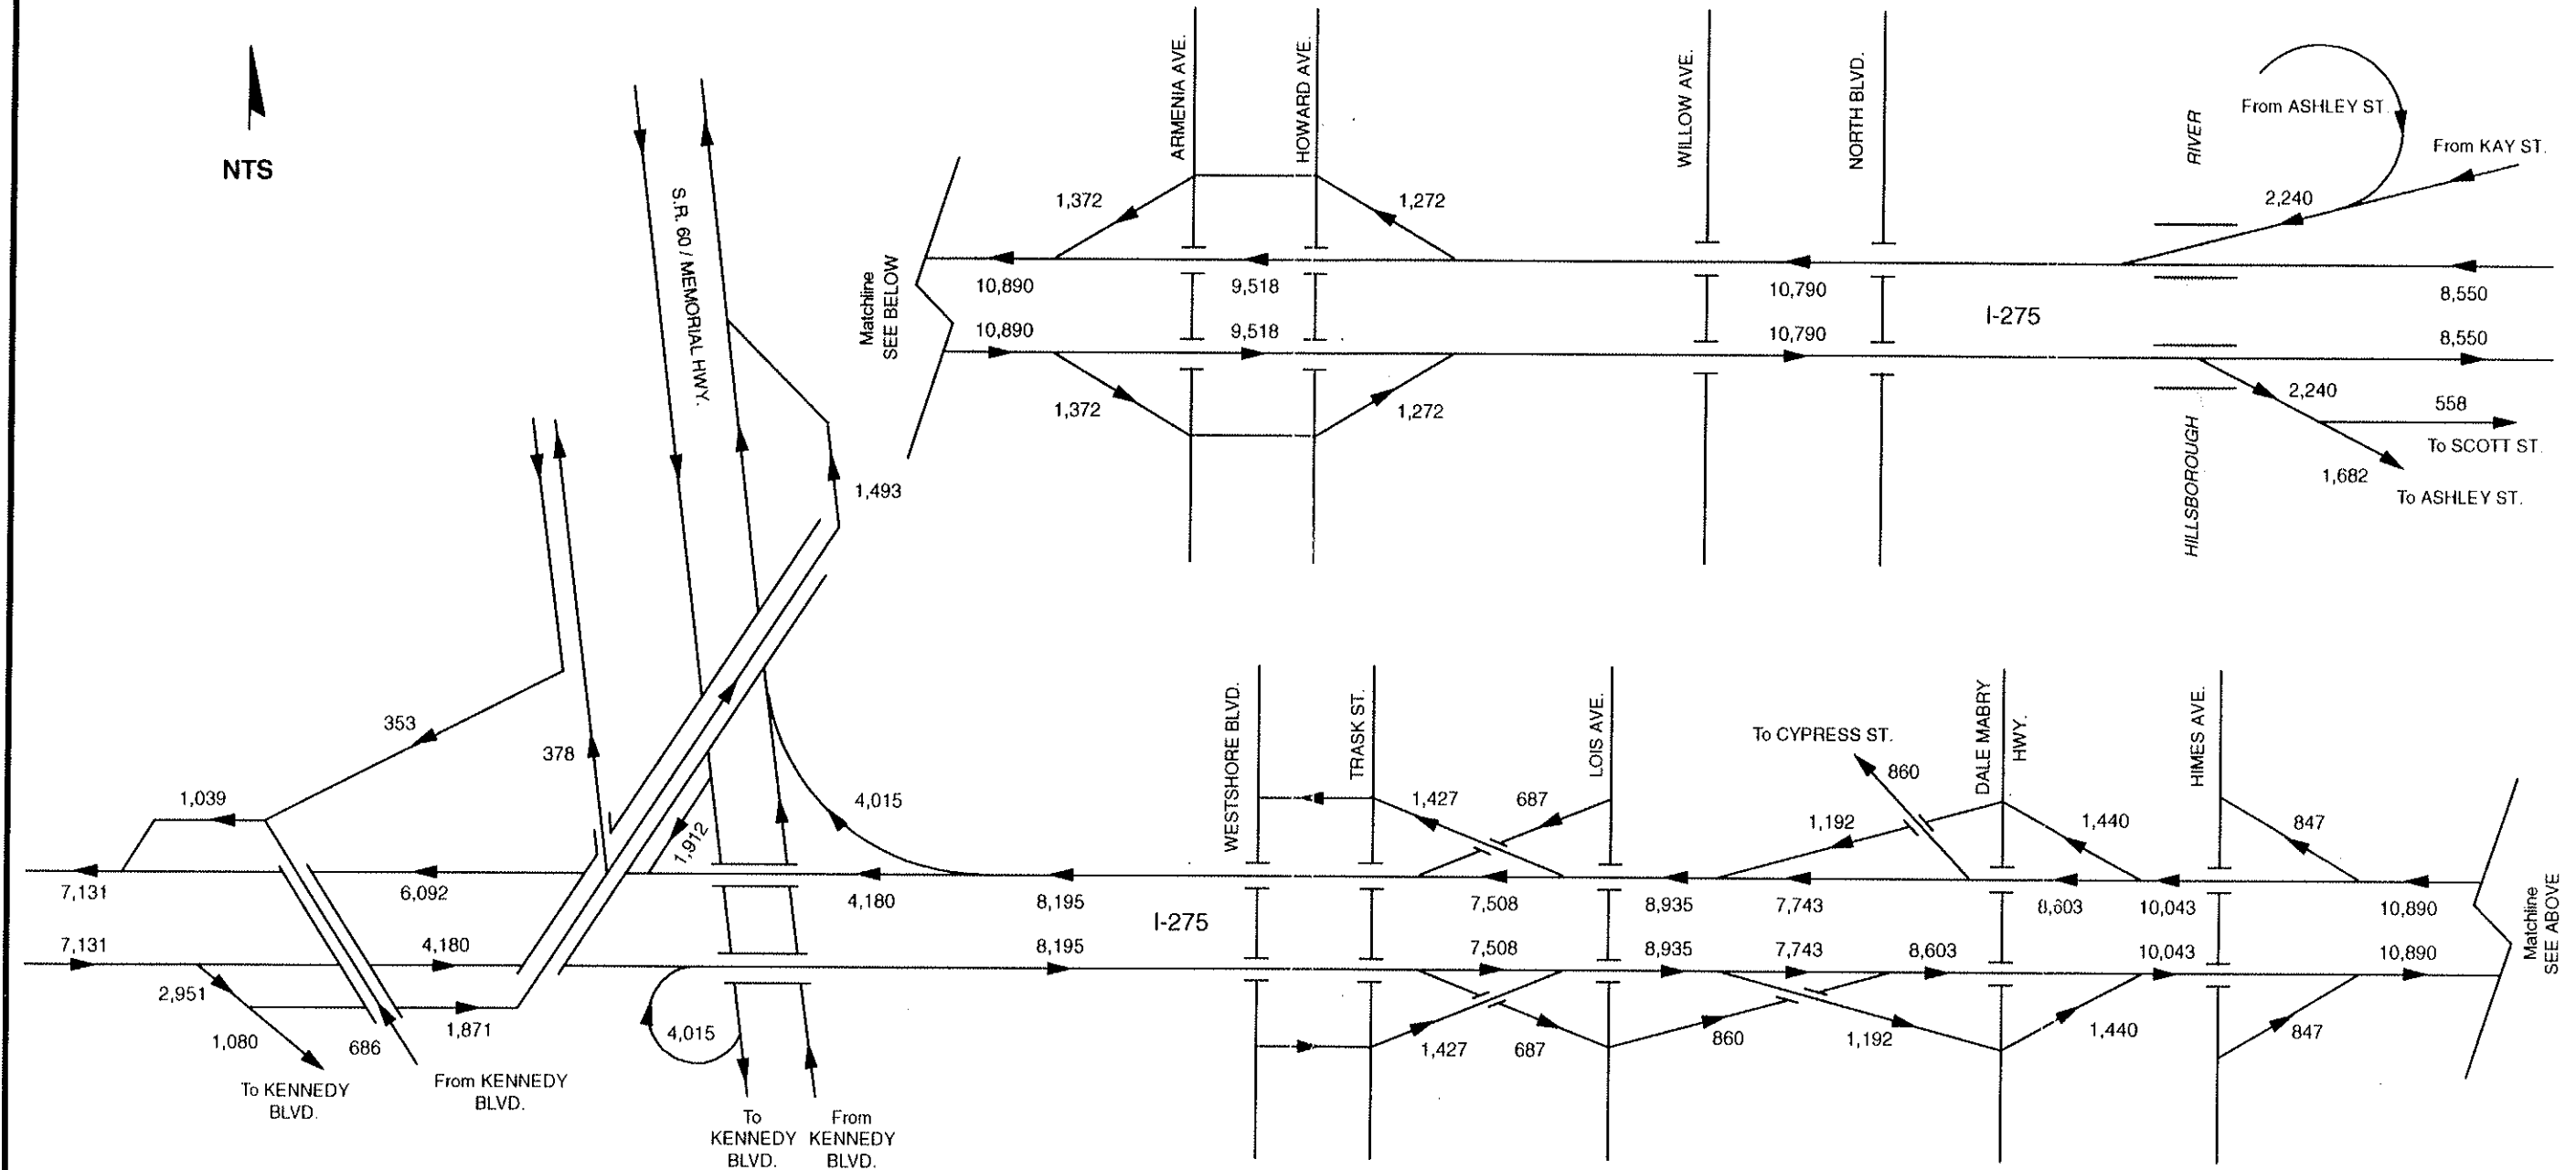 NTS
S.R. 60 / MEMORIAL HWY.
Matchline
SEE BELOW
ARMENIA AVE.
HOWARD AVE.
WILLOW AVE.
NORTH BLVD.
RIVER
HILLSBOROUGH
From ASHLEY ST.
From KAY ST.
1,372
1,272
2,240
10,890
9,518
10,790
8,550
I-275
10,890
9,518
10,790
8,550
1,372
1,272
2,240
558
To SCOTT ST.
1,682
To ASHLEY ST.
1,493
353
378
1,039
1,912
4,015
7,131
6,092
4,180
8,195
7,131
4,180
8,195
2,951
1,871
1,080
686
4,015
To KENNEDY
BLVD.
From KENNEDY
BLVD.
To
KENNEDY
BLVD.
From
KENNEDY
BLVD.
I-275
WESTSHORE BLVD.
TRASK ST.
LOIS AVE.
DALE MABRY
HWY.
HIMES AVE.
To CYPRESS ST.
860
1,427
687
1,192
1,440
847
7,508
8,935
7,743
8,603
10,043
10,890
7,508
8,935
7,743
8,603
10,043
10,890
1,427
687
860
1,192
1,440
847
Matchline
SEE ABOVE